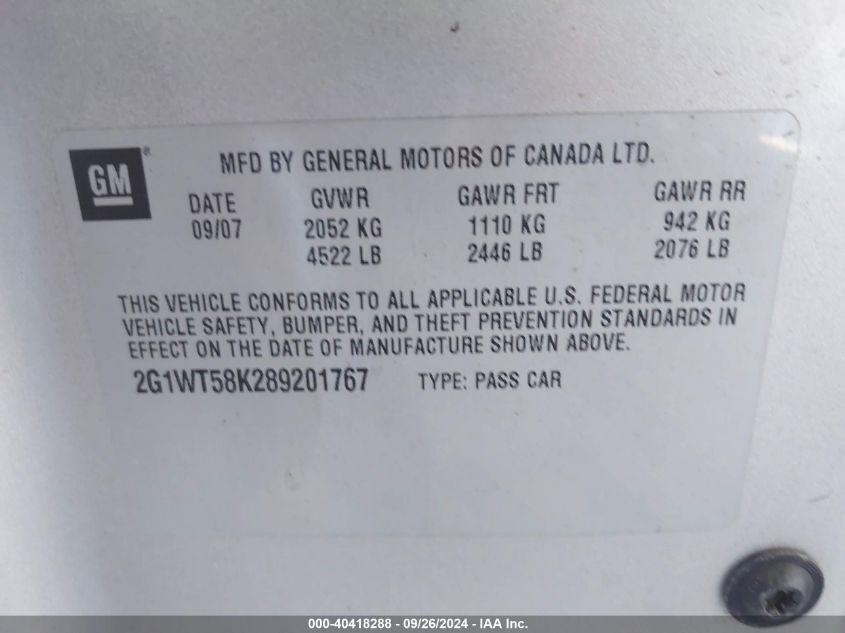 GM®
MFD BY GENERAL MOTORS OF CANADA LTD.
DATE GVWR GAWR FRT GAWR RR
09/07 2052 KG 1110 KG 942 KG
4522 LB 2446 LB 2076 LB
THIS VEHICLE CONFORMS TO ALL APPLICABLE U.S. FEDERAL MOTOR
VEHICLE SAFETY, BUMPER, AND THEFT PREVENTION STANDARDS IN
EFFECT ON THE DATE OF MANUFACTURE SHOWN ABOVE.
2G1WT58K289201767 TYPE: PASS CAR
000-40418288 - 09/26/2024 - IAA Inc.